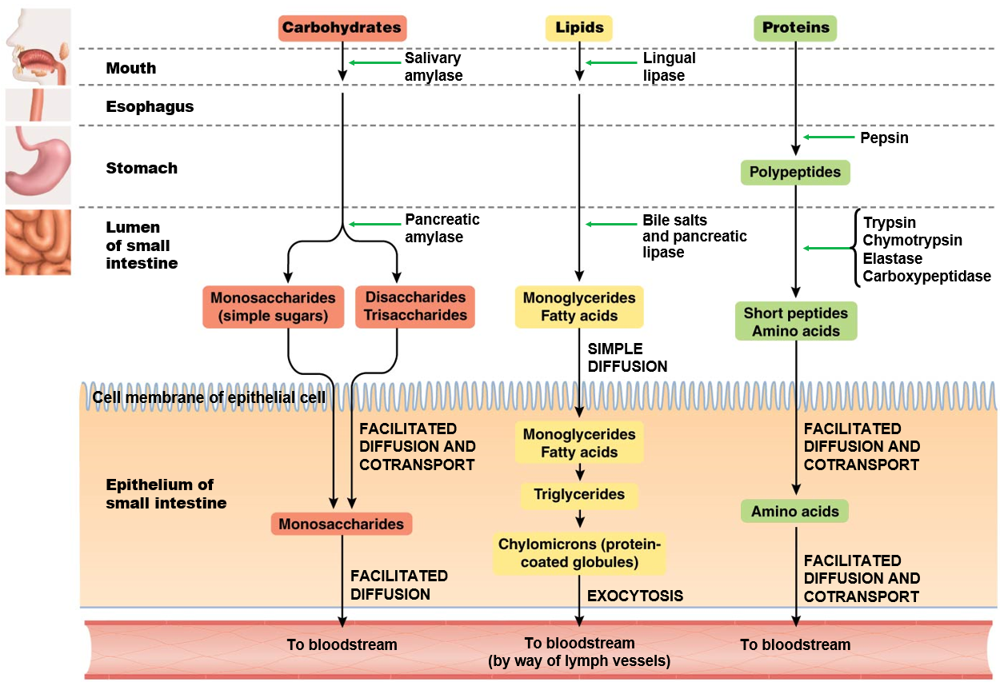 Carbohydrates
Lipids
Proteins
Mouth
Salivary
amylase
Lingual
lipase
Esophagus
Stomach
Pepsin
Polypeptides
Lumen
of small
intestine
Pancreatic
amylase
Bile salts
and pancreatic
lipase
Trypsin
Chymotrypsin
Elastase
Carboxypeptidase
Monosaccharides
(simple sugars)
Disaccharides
Trisaccharides
Monoglycerides
Fatty acids
Short peptides
Amino acids
SIMPLE
DIFFUSION
Cell membrane of epithelial cell
FACILITATED
DIFFUSION AND
COTRANSPORT
Monoglycerides
Fatty acids
FACILITATED
DIFFUSION AND
COTRANSPORT
Epithelium of
small intestine
Triglycerides
Monosaccharides
Amino acids
Chylomicrons (protein-
coated globules)
FACILITATED
DIFFUSION
EXOCYTOSIS
FACILITATED
DIFFUSION AND
COTRANSPORT
To bloodstream
To bloodstream
(by way of lymph vessels)
To bloodstream